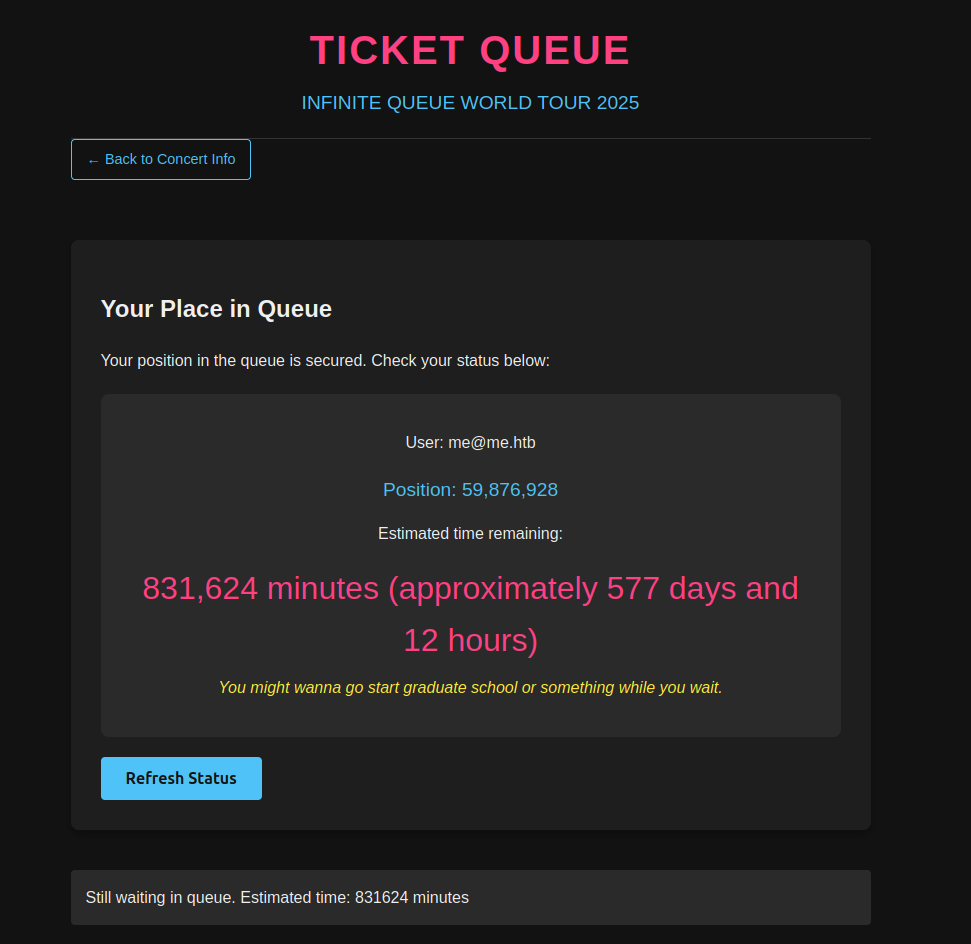 TICKET QUEUE
INFINITE QUEUE WORLD TOUR 2025
← Back to Concert Info
Your Place in Queue
Your position in the queue is secured. Check your status below:
User: me@me.htb
Position: 59,876,928
Estimated time remaining:
831,624 minutes (approximately 577 days and
12 hours)
You might wanna go start graduate school or something while you wait.
Refresh Status
Still waiting in queue. Estimated time: 831624 minutes